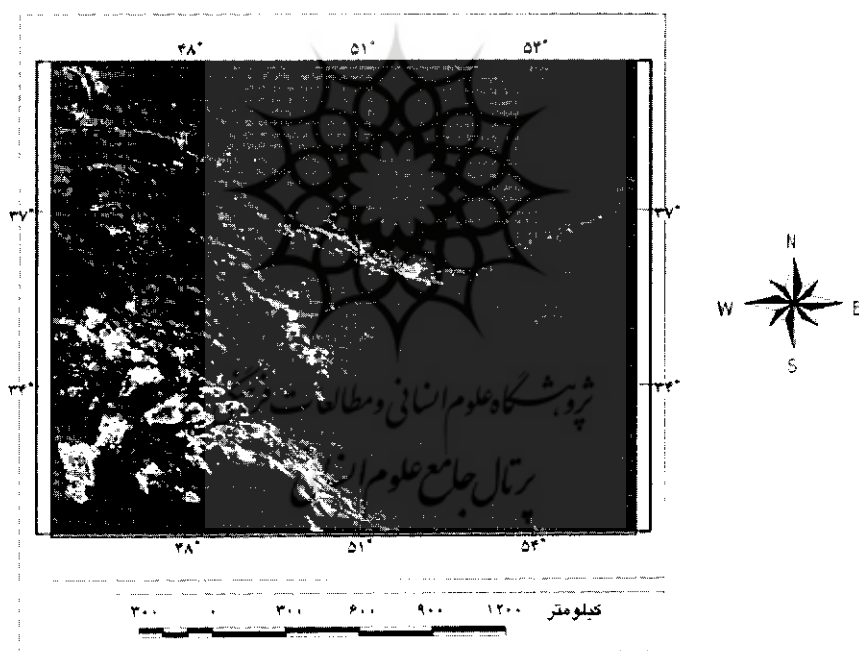 ۴۸° ۵۱° ۵۴°
۳۷° ۳۷°
N
W E
S
۳۴° ۳۴°
پژوهشگاه علوم انسانی و مطالعات فرهنگی
پرتال جامع علوم انسانی
۴۸° ۵۱° ۵۴°
۳۰۰ ۰ ۳۰۰ ۶۰۰ ۹۰۰ ۱۲۰۰ کیلومتر